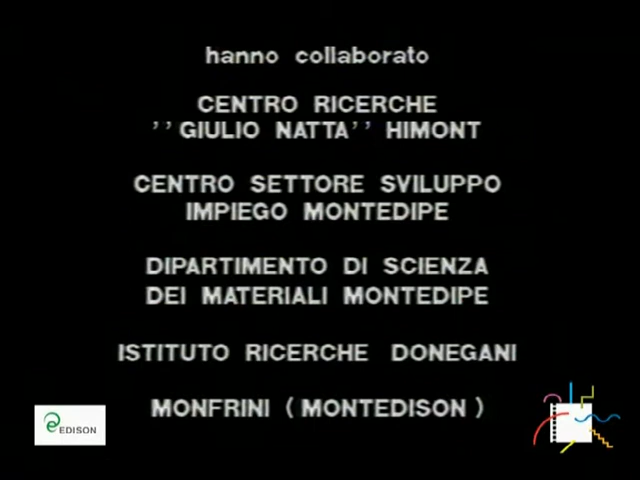 hanno collaborato
CENTRO RICERCHE
''GIULIO NATTA'' HIMONT
CENTRO SETTORE SVILUPPO
IMPIEGO MONTEDIPE
DIPARTIMENTO DI SCIENZA
DEI MATERIALI MONTEDIPE
ISTITUTO RICERCHE DONEGANI
MONFRINI (MONTEDISON)
EDISON